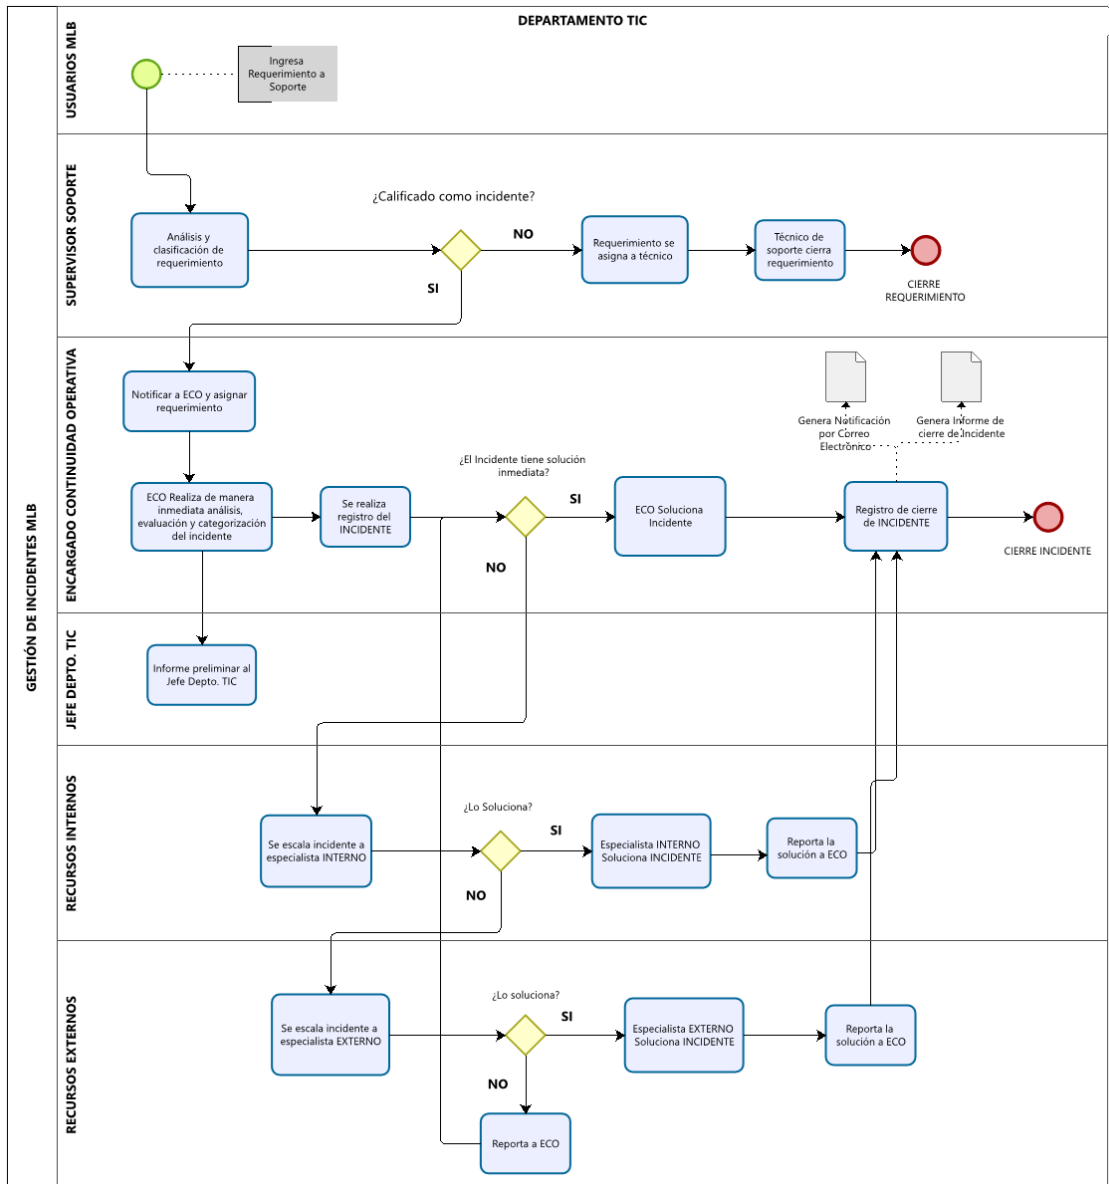 DEPARTAMENTO TIC
GESTIÓN DE INCIDENTES MLB
USUARIOS MLB
Ingresa
Requerimiento a
Soporte
SUPERVISOR SOPORTE
¿Calificado como incidente?
Análisis y
clasificación de
requerimiento
NO
Requerimiento se
asigna a técnico
Técnico de
soporte cierra
requerimiento
CIERRE
REQUERIMIENTO
SI
ENCARGADO CONTINUIDAD OPERATIVA
Notificar a ECO y asignar
requerimiento
Genera Notificación
por Correo
Electrònico
Genera Informe de
cierre de Incidente
¿El Incidente tiene solución
inmediata?
ECO Realiza de manera
inmediata análisis,
evaluación y categorización
del incidente
Se realiza
registro del
INCIDENTE
SI
ECO Soluciona
Incidente
Registro de cierre
de INCIDENTE
CIERRE INCIDENTE
NO
JEFE DEPTO. TIC
Informe preliminar al
Jefe Depto. TIC
RECURSOS INTERNOS
¿Lo Soluciona?
Se escala incidente a
especialista INTERNO
SI
Especialista INTERNO
Soluciona INCIDENTE
Reporta la
solución a ECO
NO
RECURSOS EXTERNOS
¿Lo soluciona?
Se escala incidente a
especialista EXTERNO
SI
Especialista EXTERNO
Soluciona INCIDENTE
Reporta la
solución a ECO
NO
Reporta a ECO